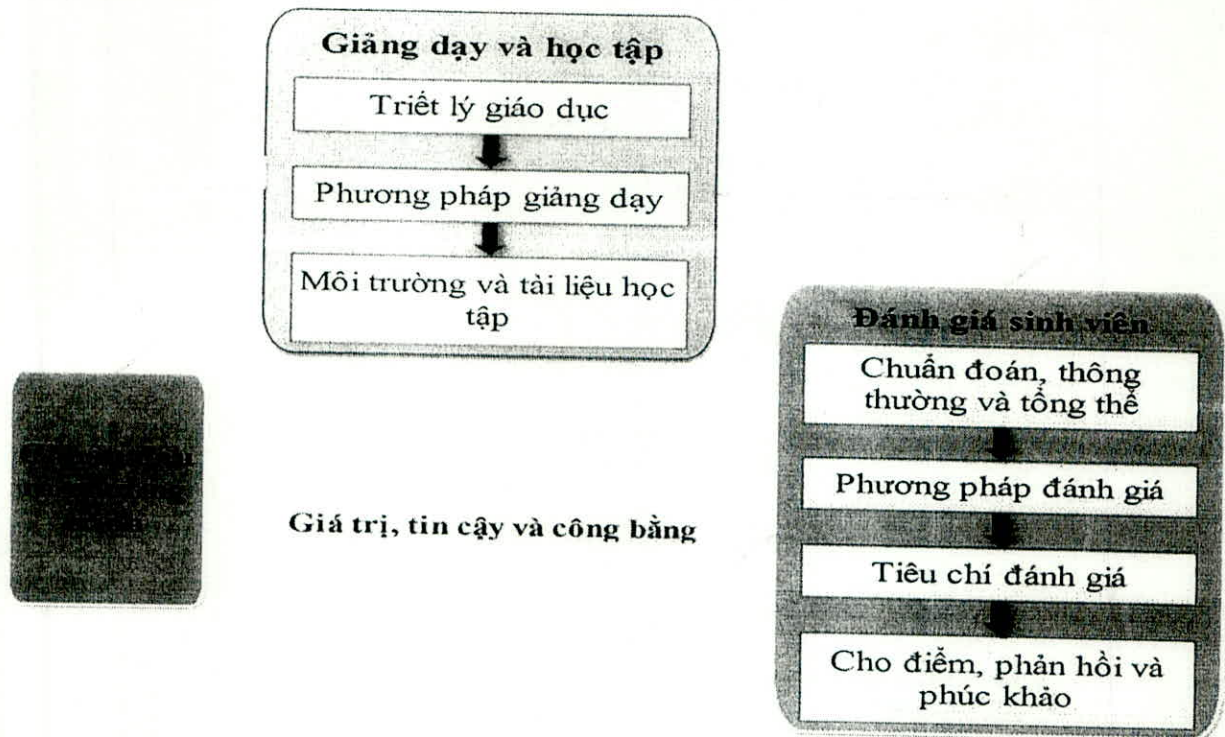 Giảng dạy và học tập
Triết lý giáo dục
Phương pháp giảng dạy
Môi trường và tài liệu học
tập
Đánh giá sinh viên
Chuẩn đoán, thông
thường và tổng thể
Phương pháp đánh giá
Tiêu chí đánh giá
Cho điểm, phản hồi và
phúc khảo
Giá trị, tin cậy và công bằng